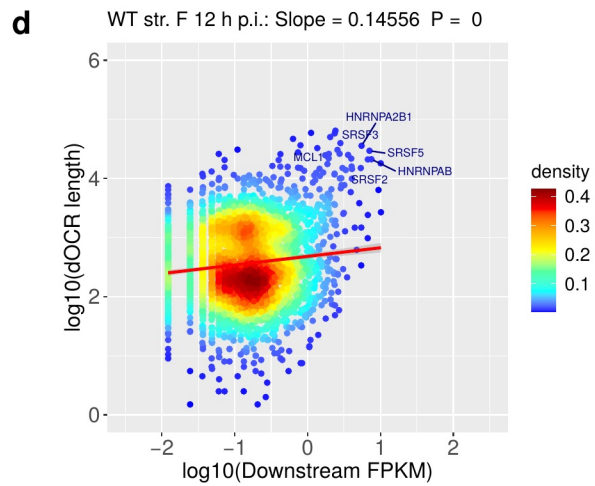 d
WT str. F 12 h p.i.: Slope = 0.14556 P = 0
6
4
2
0
log10(dOCR length)
HNRNPA2B1
SRSF3
MCL1
SRSF5
HNRNPAB
SRSF2
density
0.4
0.3
0.2
0.1
−2 −1 0 1 2
log10(Downstream FPKM)